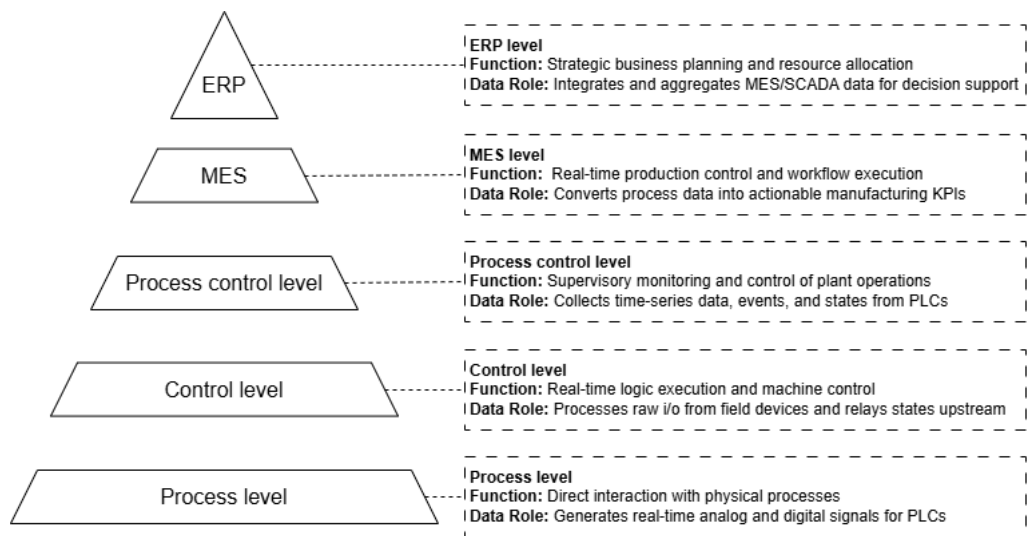 ERP
ERP level
Function: Strategic business planning and resource allocation
Data Role: Integrates and aggregates MES/SCADA data for decision support
MES
MES level
Function: Real-time production control and workflow execution
Data Role: Converts process data into actionable manufacturing KPIs
Process control level
Process control level
Function: Supervisory monitoring and control of plant operations
Data Role: Collects time-series data, events, and states from PLCs
Control level
Control level
Function: Real-time logic execution and machine control
Data Role: Processes raw i/o from field devices and relays states upstream
Process level
Process level
Function: Direct interaction with physical processes
Data Role: Generates real-time analog and digital signals for PLCs